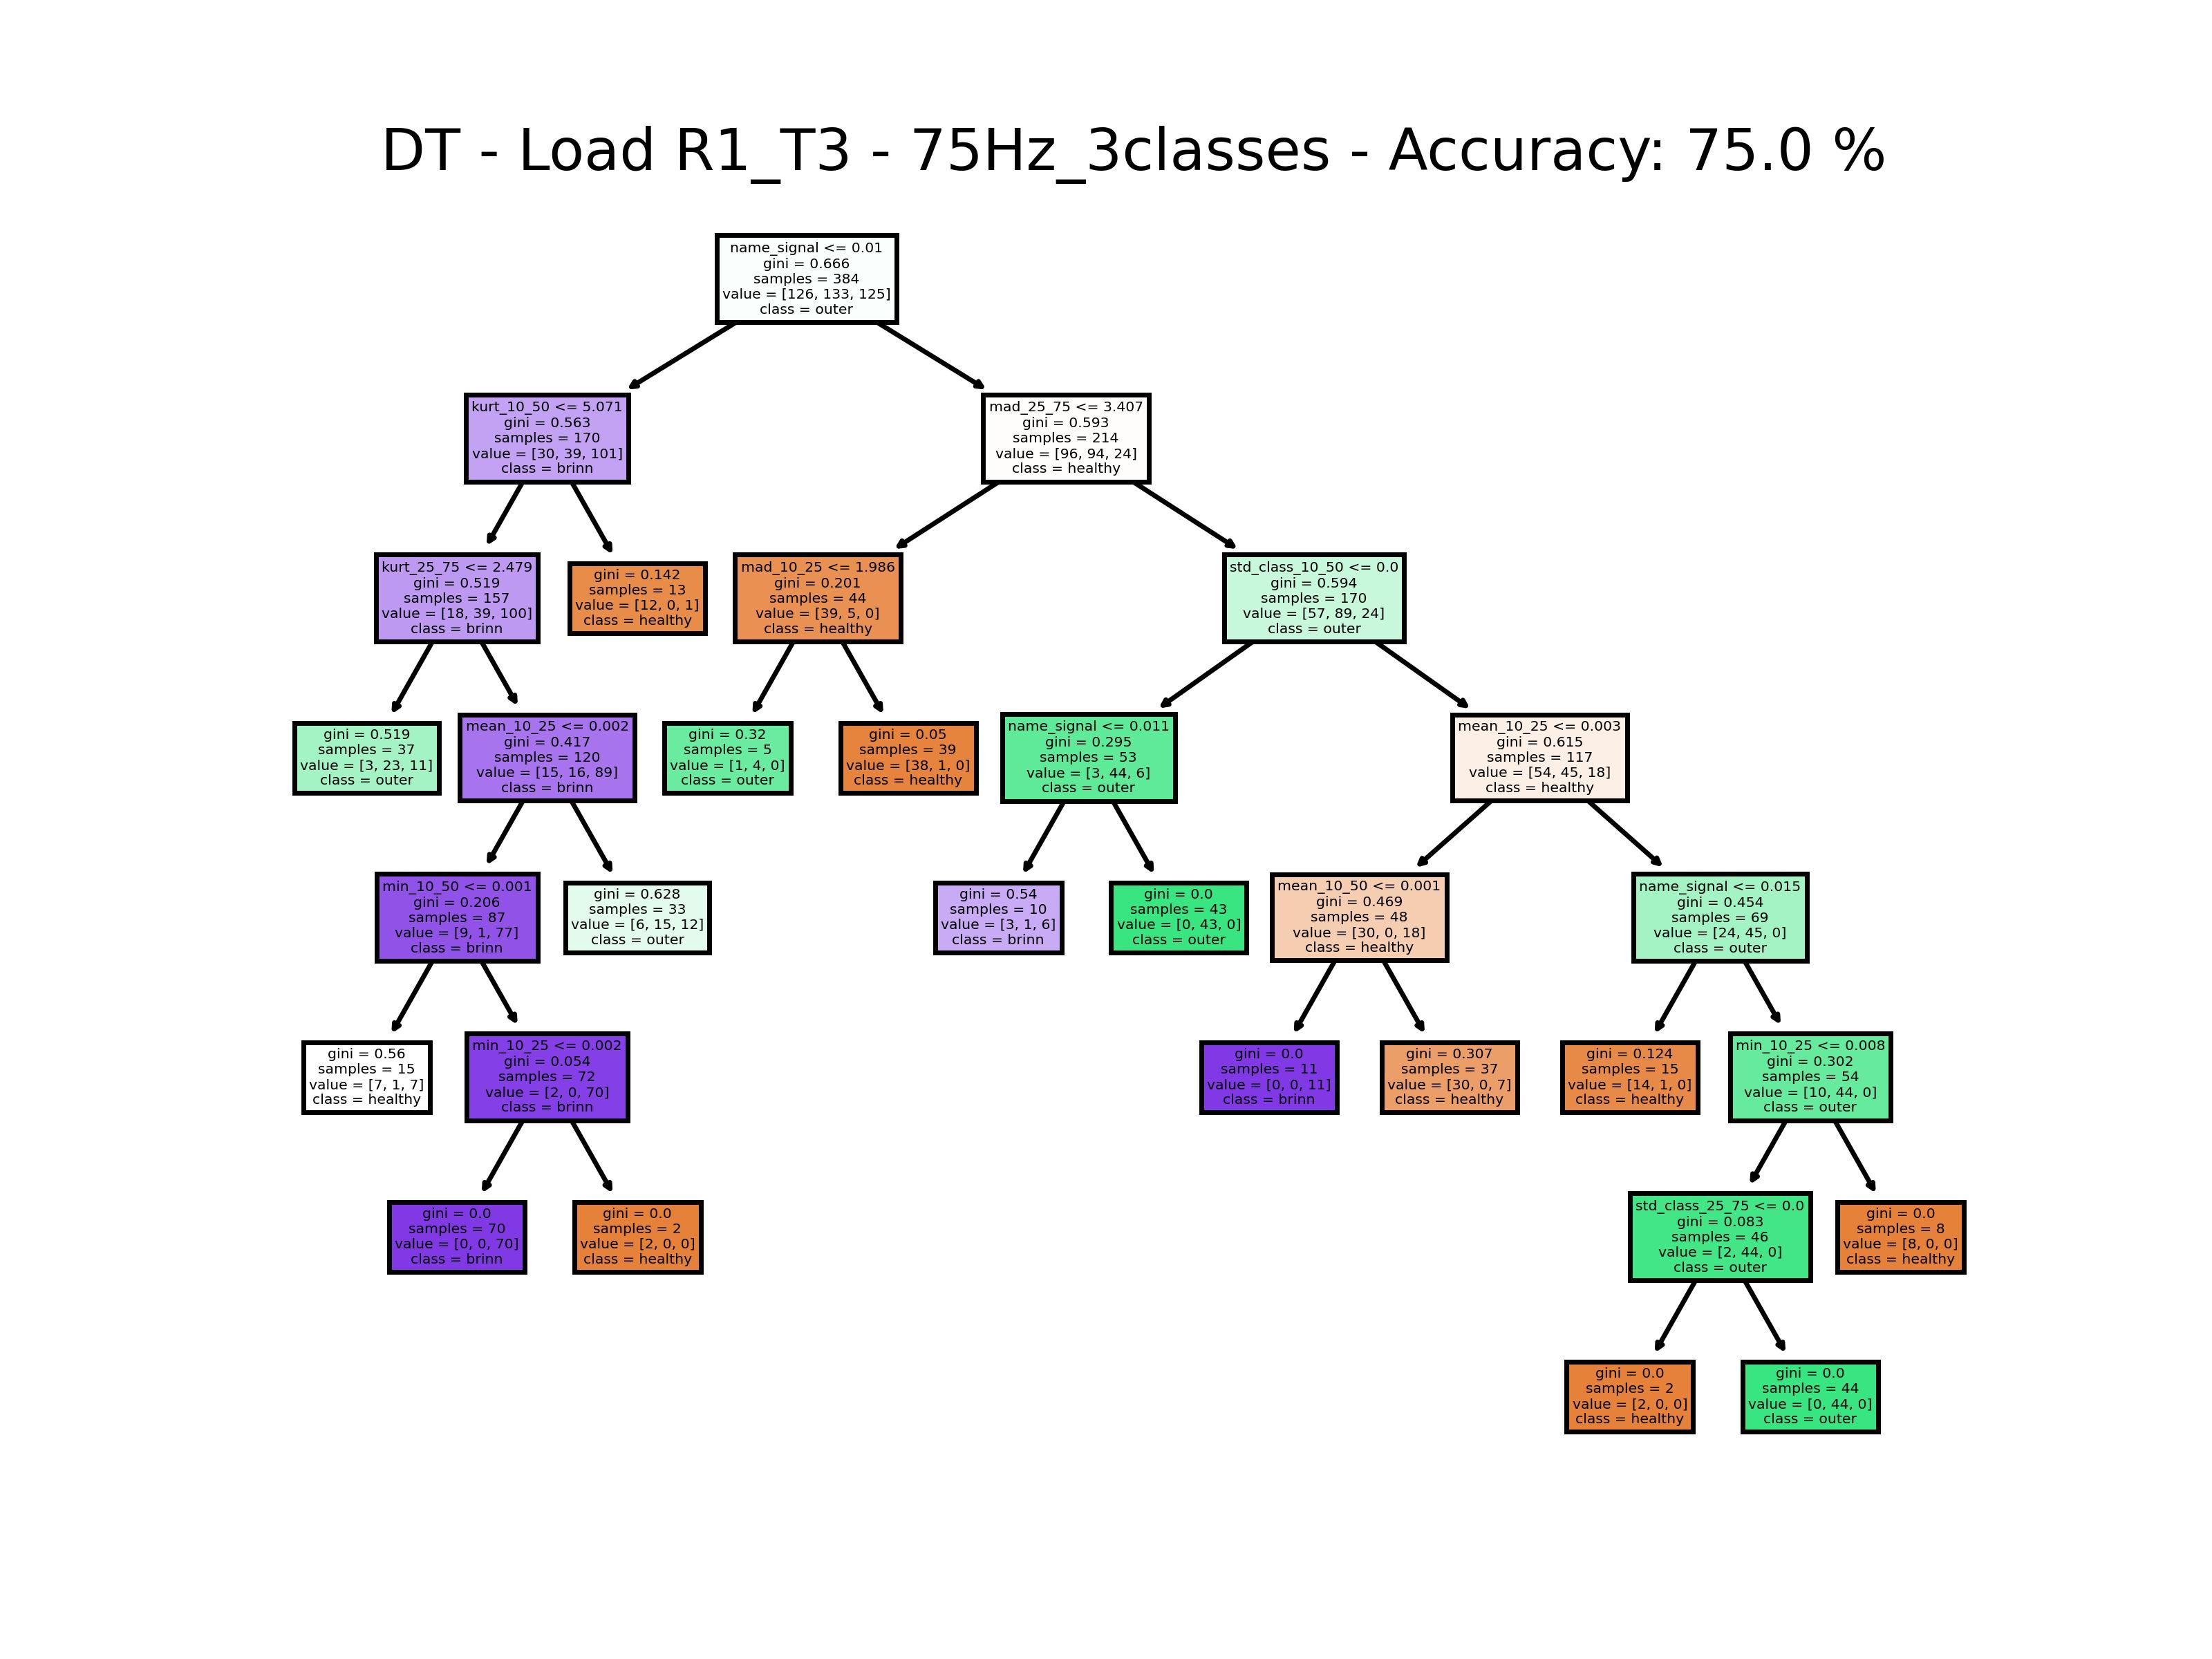 DT - Load R1_T3 - 75Hz_3classes - Accuracy: 75.0 %
name_signal <= 0.01
gini = 0.666
samples = 384
value = [126, 133, 125]
class = outer
kurt_10_50 <= 5.071
gini = 0.563
samples = 170
value = [30, 39, 101]
class = brinn
mad_25_75 <= 3.407
gini = 0.593
samples = 214
value = [96, 94, 24]
class = healthy
kurt_25_75 <= 2.479
gini = 0.519
samples = 157
value = [18, 39, 100]
class = brinn
gini = 0.142
samples = 13
value = [12, 0, 1]
class = healthy
mad_10_25 <= 1.986
gini = 0.201
samples = 44
value = [39, 5, 0]
class = healthy
std_class_10_50 <= 0.0
gini = 0.594
samples = 170
value = [57, 89, 24]
class = outer
gini = 0.519
samples = 37
value = [3, 23, 11]
class = outer
mean_10_25 <= 0.002
gini = 0.417
samples = 120
value = [15, 16, 89]
class = brinn
gini = 0.32
samples = 5
value = [1, 4, 0]
class = outer
gini = 0.05
samples = 39
value = [38, 1, 0]
class = healthy
name_signal <= 0.011
gini = 0.295
samples = 53
value = [3, 44, 6]
class = outer
mean_10_25 <= 0.003
gini = 0.615
samples = 117
value = [54, 45, 18]
class = healthy
min_10_50 <= 0.001
gini = 0.206
samples = 87
value = [9, 1, 77]
class = brinn
gini = 0.628
samples = 33
value = [6, 15, 12]
class = outer
gini = 0.54
samples = 10
value = [3, 1, 6]
class = brinn
gini = 0.0
samples = 43
value = [0, 43, 0]
class = outer
mean_10_50 <= 0.001
gini = 0.469
samples = 48
value = [30, 0, 18]
class = healthy
name_signal <= 0.015
gini = 0.454
samples = 69
value = [24, 45, 0]
class = outer
gini = 0.56
samples = 15
value = [7, 1, 7]
class = healthy
min_10_25 <= 0.002
gini = 0.054
samples = 72
value = [2, 0, 70]
class = brinn
gini = 0.0
samples = 11
value = [0, 0, 11]
class = brinn
gini = 0.307
samples = 37
value = [30, 0, 7]
class = healthy
gini = 0.124
samples = 15
value = [14, 1, 0]
class = healthy
min_10_25 <= 0.008
gini = 0.302
samples = 54
value = [10, 44, 0]
class = outer
gini = 0.0
samples = 70
value = [0, 0, 70]
class = brinn
gini = 0.0
samples = 2
value = [2, 0, 0]
class = healthy
std_class_25_75 <= 0.0
gini = 0.083
samples = 46
value = [2, 44, 0]
class = outer
gini = 0.0
samples = 8
value = [8, 0, 0]
class = healthy
gini = 0.0
samples = 2
value = [2, 0, 0]
class = healthy
gini = 0.0
samples = 44
value = [0, 44, 0]
class = outer